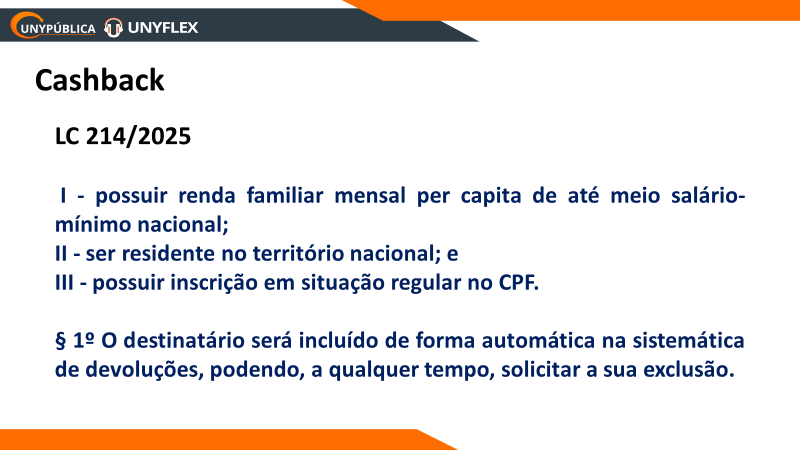 UNYPÚBLICA UNYFLEX
Cashback
LC 214/2025
I - possuir renda familiar mensal per capita de até meio salário-
mínimo nacional;
II - ser residente no território nacional; e
III - possuir inscrição em situação regular no CPF.
§ 1º O destinatário será incluído de forma automática na sistemática
de devoluções, podendo, a qualquer tempo, solicitar a sua exclusão.